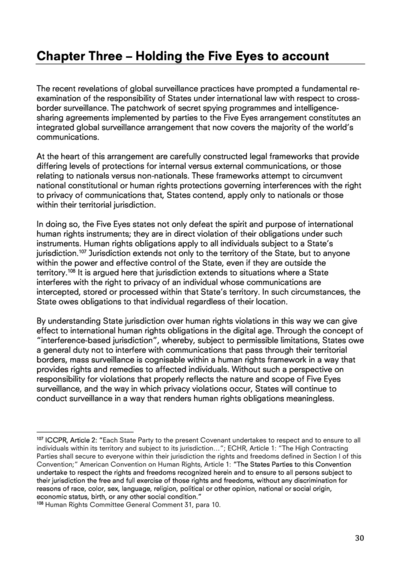 Chapter Three – Holding the Five Eyes to account
The recent revelations of global surveillance practices have prompted a fundamental re-
examination of the responsibility of States under international law with respect to cross-
border surveillance. The patchwork of secret spying programmes and intelligence-
sharing agreements implemented by parties to the Five Eyes arrangement constitutes an
integrated global surveillance arrangement that now covers the majority of the world's
communications.
At the heart of this arrangement are carefully constructed legal frameworks that provide
differing levels of protections for internal versus external communications, or those
relating to nationals versus non-nationals. These frameworks attempt to circumvent
national constitutional or human rights protections governing interferences with the right
to privacy of communications that, States contend, apply only to nationals or those
within their territorial jurisdiction.
In doing so, the Five Eyes states not only defeat the spirit and purpose of international
human rights instruments; they are in direct violation of their obligations under such
instruments. Human rights obligations apply to all individuals subject to a State's
jurisdiction.107 Jurisdiction extends not only to the territory of the State, but to anyone
within the power and effective control of the State, even if they are outside the
territory.108 It is argued here that jurisdiction extends to situations where a State
interferes with the right to privacy of an individual whose communications are
intercepted, stored or processed within that State's territory. In such circumstances, the
State owes obligations to that individual regardless of their location.
By understanding State jurisdiction over human rights violations in this way we can give
effect to international human rights obligations in the digital age. Through the concept of
"interference-based jurisdiction", whereby, subject to permissible limitations, States owe
a general duty not to interfere with communications that pass through their territorial
borders, mass surveillance is cognisable within a human rights framework in a way that
provides rights and remedies to affected individuals. Without such a perspective on
responsibility for violations that properly reflects the nature and scope of Five Eyes
surveillance, and the way in which privacy violations occur, States will continue to
conduct surveillance in a way that renders human rights obligations meaningless.
107 ICCPR, Article 2: "Each State Party to the present Covenant undertakes to respect and to ensure to all
individuals within its territory and subject to its jurisdiction..."; ECHR, Article 1: "The High Contracting
Parties shall secure to everyone within their jurisdiction the rights and freedoms defined in Section I of this
Convention;" American Convention on Human Rights, Article 1: "The States Parties to this Convention
undertake to respect the rights and freedoms recognized herein and to ensure to all persons subject to
their jurisdiction the free and full exercise of those rights and freedoms, without any discrimination for
reasons of race, color, sex, language, religion, political or other opinion, national or social origin,
economic status, birth, or any other social condition."
108 Human Rights Committee General Comment 31, para 10.
30